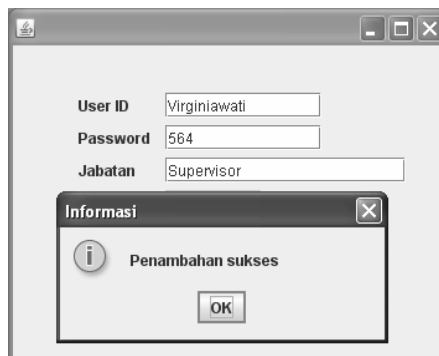 User ID Virginiawati
Password 564
Jabatan Supervisor
Informasi
Penambahan sukses
OK